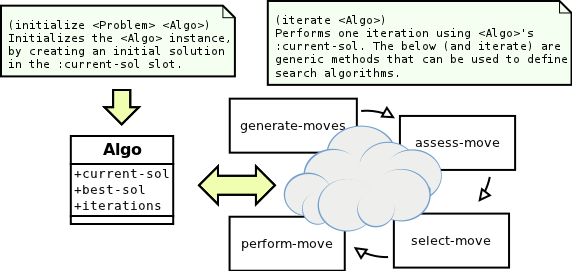 (initialize <Problem> <Algo>)
Initializes the <Algo> instance,
by creating an initial solution
in the :current-sol slot.
(iterate <Algo>)
Performs one iteration using <Algo>'s
:current-sol. The below (and iterate) are
generic methods that can be used to define
search algorithms.
generate-moves
assess-move
Algo
+current-sol
+best-sol
+iterations
perform-move
select-move